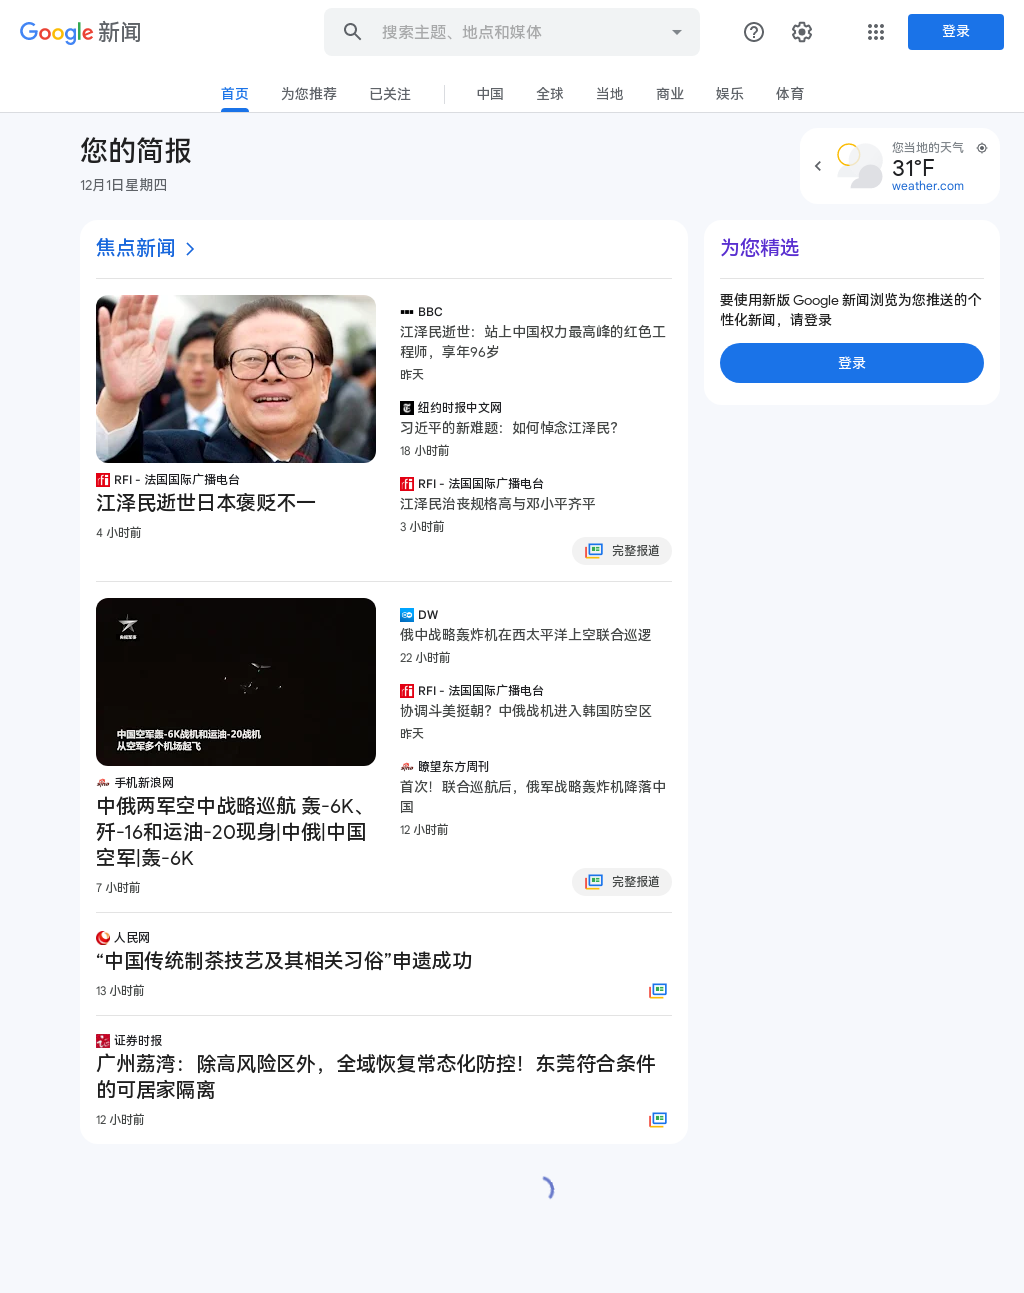 Google 新闻
搜索主题、地点和媒体
登录
首页
为您推荐
已关注
中国
全球
当地
商业
娱乐
体育
您的简报
12月1日星期四
您当地的天气
31°F
weather.com
焦点新闻
RFI - 法国国际广播电台
江泽民逝世日本褒贬不一
4 小时前
BBC
江泽民逝世：站上中国权力最高峰的红色工
程师，享年96岁
昨天
纽约时报中文网
习近平的新难题：如何悼念江泽民？
18 小时前
RFI - 法国国际广播电台
江泽民治丧规格高与邓小平齐平
3 小时前
完整报道
中国空军轰-6K战机和运油-20战机
从空军多个机场起飞
手机新浪网
中俄两军空中战略巡航 轰-6K、
歼-16和运油-20现身|中俄|中国
空军|轰-6K
7 小时前
DW
俄中战略轰炸机在西太平洋上空联合巡逻
22 小时前
RFI - 法国国际广播电台
协调斗美挺朝？中俄战机进入韩国防空区
昨天
瞭望东方周刊
首次！联合巡航后，俄军战略轰炸机降落中
国
12 小时前
完整报道
人民网
“中国传统制茶技艺及其相关习俗”申遗成功
13 小时前
证券时报
广州荔湾：除高风险区外，全域恢复常态化防控！东莞符合条件
的可居家隔离
12 小时前
为您精选
要使用新版 Google 新闻浏览为您推送的个
性化新闻，请登录
登录